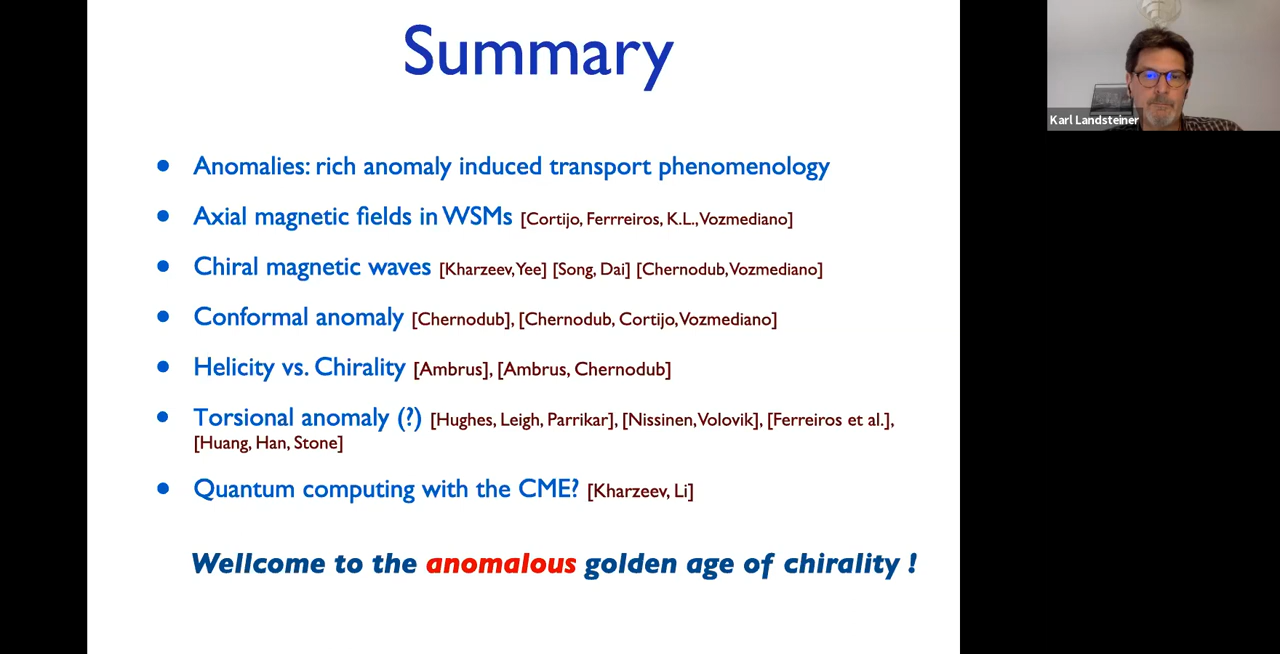 Summary
Karl Landsteiner
• Anomalies: rich anomaly induced transport phenomenology
• Axial magnetic fields in WSMs [Cortijo, Ferrreiros, K.L., Vozmediano]
• Chiral magnetic waves [Kharzeev, Yee] [Song, Dai] [Chernodub, Vozmediano]
• Conformal anomaly [Chernodub], [Chernodub, Cortijo, Vozmediano]
• Helicity vs. Chirality [Ambrus], [Ambrus, Chernodub]
• Torsional anomaly (?) [Hughes, Leigh, Parrikar], [Nissinen, Volovik], [Ferreiros et al.],
[Huang, Han, Stone]
• Quantum computing with the CME? [Kharzeev, Li]
Wellcome to the anomalous golden age of chirality !